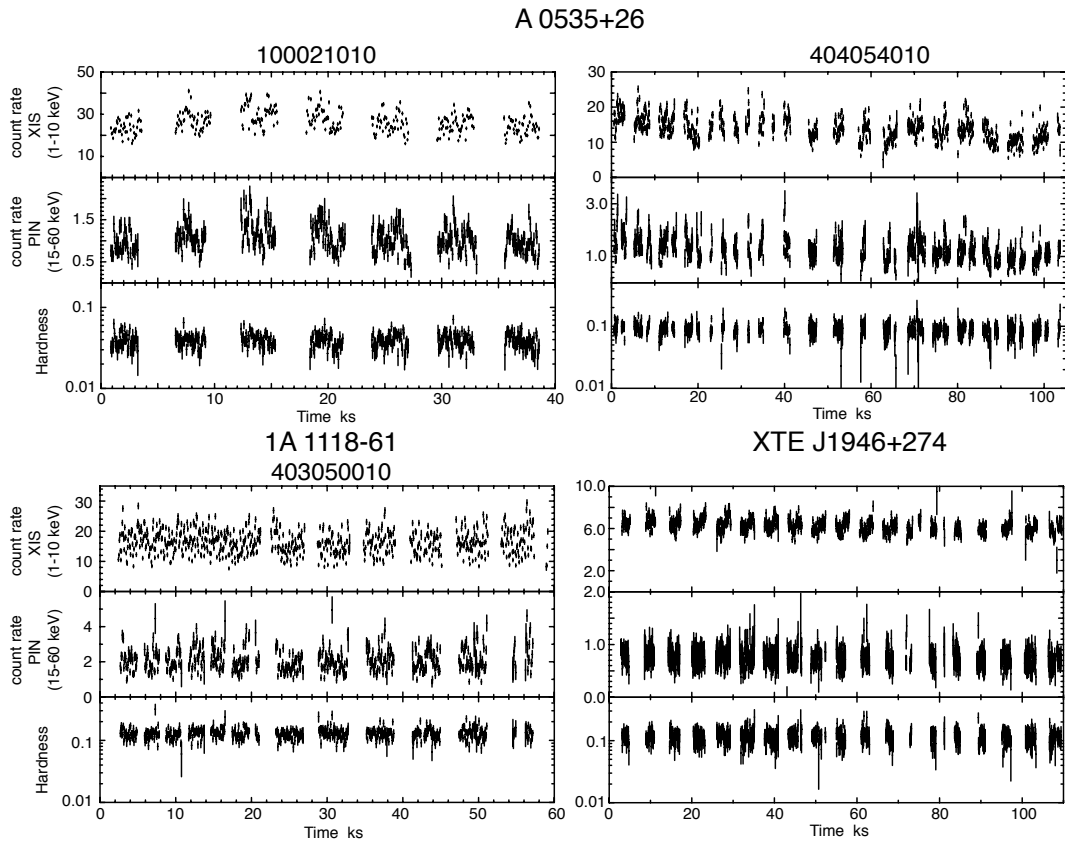 A 0535+26
100021010
404054010
count rate
XIS
(1-10 keV)
50
30
10
30
20
10
0
count rate
PIN
(15-60 keV)
1.5
0.5
3.0
1.0
Hardness
0.1
0.01
0.1
0.01
0 10 20 30 40
Time ks
0 20 40 60 80 100
Time ks
1A 1118-61
403050010
XTE J1946+274
count rate
XIS
(1-10 keV)
30
20
10
0
10.0
6.0
2.0
count rate
PIN
(15-60 keV)
4
2
0
2.0
1.0
0.0
Hardness
0.1
0.01
0.1
0.01
0 10 20 30 40 50 60
Time ks
0 20 40 60 80 100
Time ks